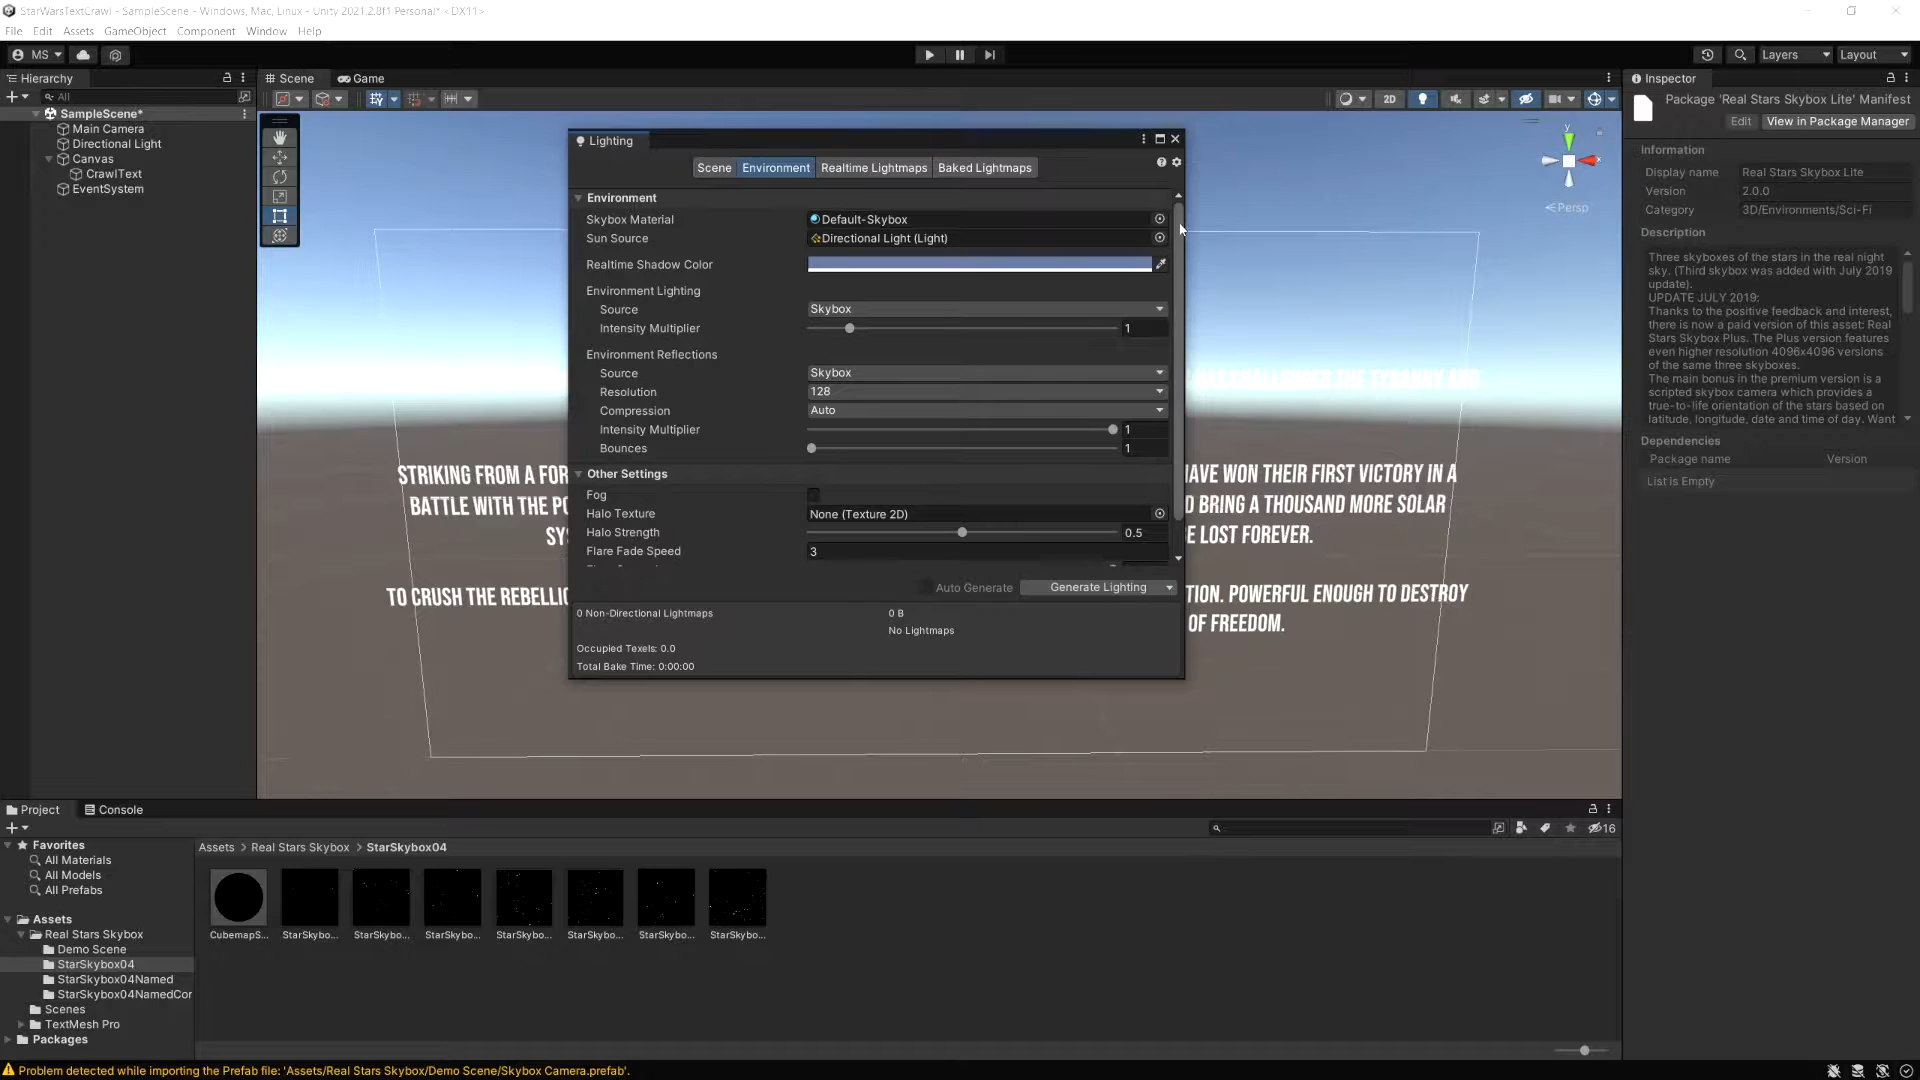 StarWarsTextCrawl - SampleScene - Windows, Mac, Linux - Unity 2021.2.8f1 Personal* <DX11>
File Edit Assets GameObject Component Window Help
MS
Layers Layout
Hierarchy
All
SampleScene*
Main Camera
Directional Light
Canvas
CrawlText
EventSystem
Scene Game
2D
y
x
Persp
STRIKING FROM A FOR
BATTLE WITH THE PO
SYS
TO CRUSH THE REBELLIO
AND
HAVE WON THEIR FIRST VICTORY IN A
D BRING A THOUSAND MORE SOLAR
E LOST FOREVER.
TION. POWERFUL ENOUGH TO DESTROY
OF FREEDOM.
Lighting
Scene Environment Realtime Lightmaps Baked Lightmaps
Environment
Skybox Material Default-Skybox
Sun Source Directional Light (Light)
Realtime Shadow Color
Environment Lighting
Source Skybox
Intensity Multiplier 1
Environment Reflections
Source Skybox
Resolution 128
Compression Auto
Intensity Multiplier 1
Bounces 1
Other Settings
Fog
Halo Texture None (Texture 2D)
Halo Strength 0.5
Flare Fade Speed 3
Auto Generate Generate Lighting
0 Non-Directional Lightmaps 0 B
No Lightmaps
Occupied Texels: 0.0
Total Bake Time: 0:00:00
Inspector
Package 'Real Stars Skybox Lite' Manifest
Edit View in Package Manager
Information
Display name Real Stars Skybox Lite
Version 2.0.0
Category 3D/Environments/Sci-Fi
Description
Three skyboxes of the stars in the real night
sky. (Third skybox was added with July 2019
update).
UPDATE JULY 2019:
Thanks to the positive feedback and interest,
there is now a paid version of this asset: Real
Stars Skybox Plus. The Plus version features
even higher resolution 4096x4096 versions
of the same three skyboxes.
The main bonus in the premium version is a
scripted skybox camera which provides a
true-to-life orientation of the stars based on
latitude, longitude, date and time of day. Want
Dependencies
Package name Version
List is Empty
Project Console
16
Favorites
All Materials
All Models
All Prefabs
Assets
Real Stars Skybox
Demo Scene
StarSkybox04
StarSkybox04Named
StarSkybox04NamedCor
Scenes
TextMesh Pro
Packages
Assets > Real Stars Skybox > StarSkybox04
CubemapS... StarSkybo... StarSkybo... StarSkybo... StarSkybo... StarSkybo... StarSkybo... StarSkybo...
Problem detected while importing the Prefab file: 'Assets/Real Stars Skybox/Demo Scene/Skybox Camera.prefab'.